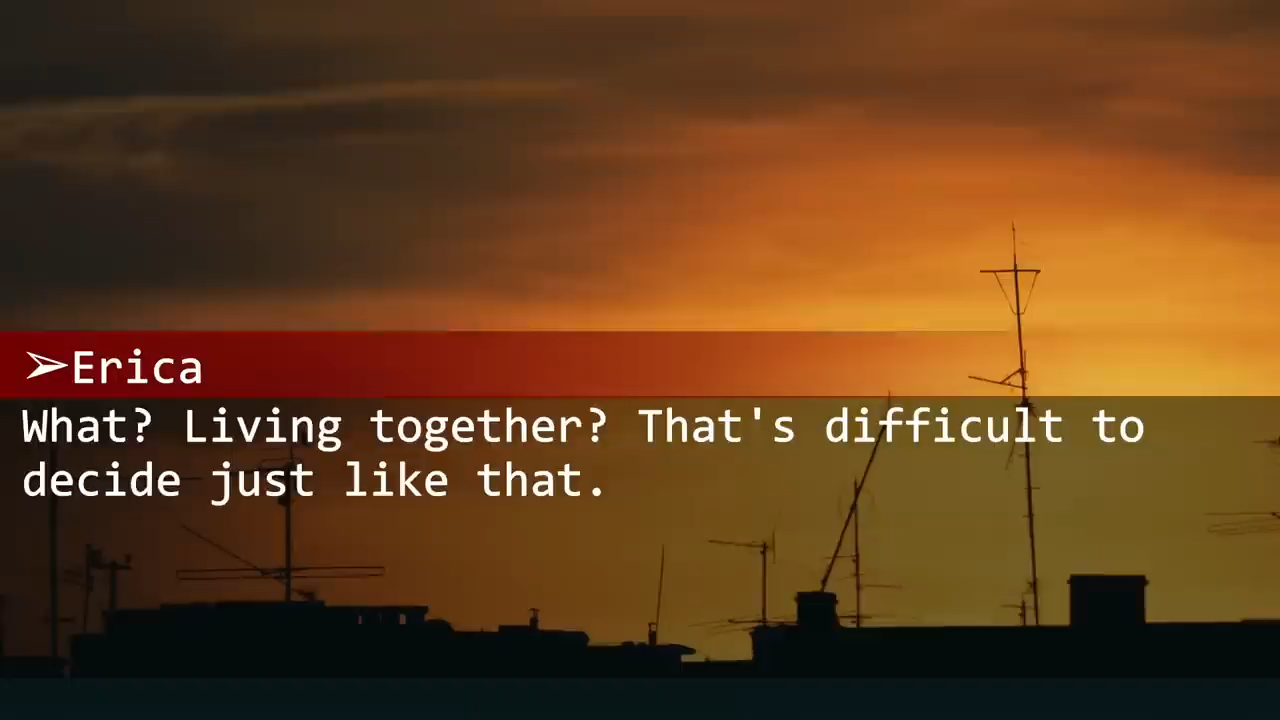 ➢Erica
What? Living together? That's difficult to
decide just like that.